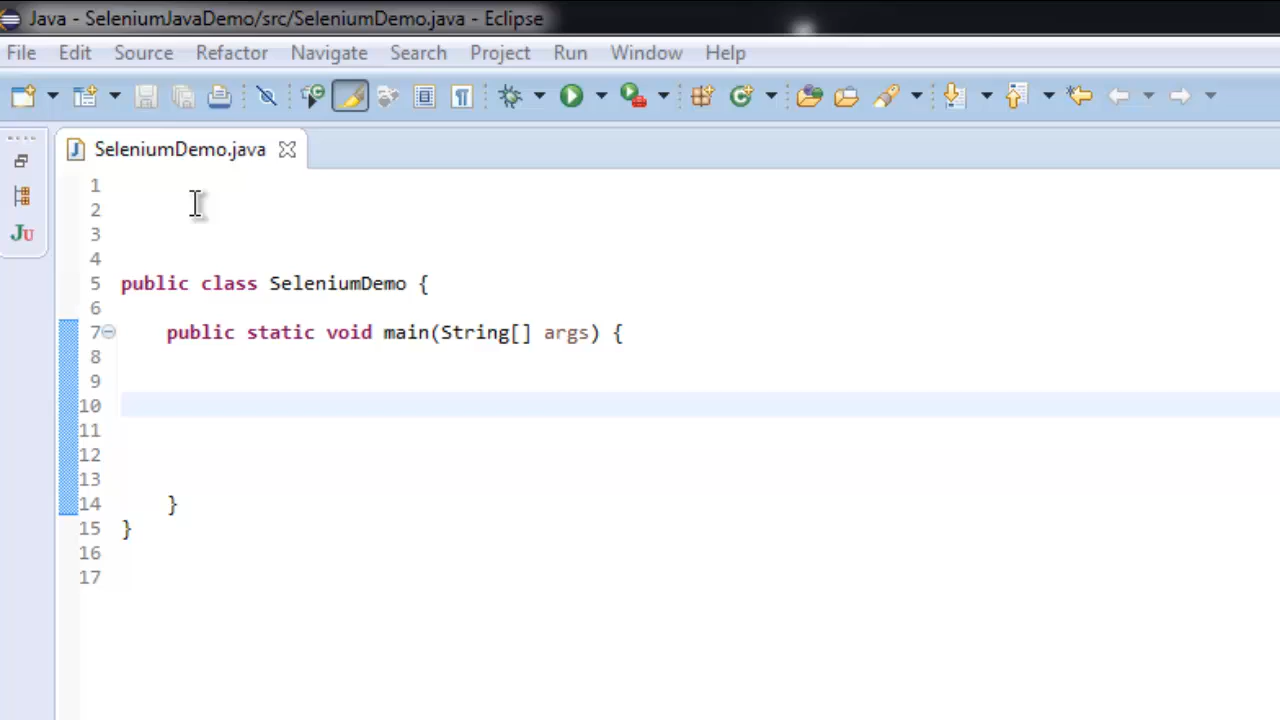 Java - SeleniumJavaDemo/src/SeleniumDemo.java - Eclipse
File Edit Source Refactor Navigate Search Project Run Window Help
SeleniumDemo.java
1
2
3
4
5 public class SeleniumDemo {
6
7 public static void main(String[] args) {
8
9
10
11
12
13
14 }
15 }
16
17
JU